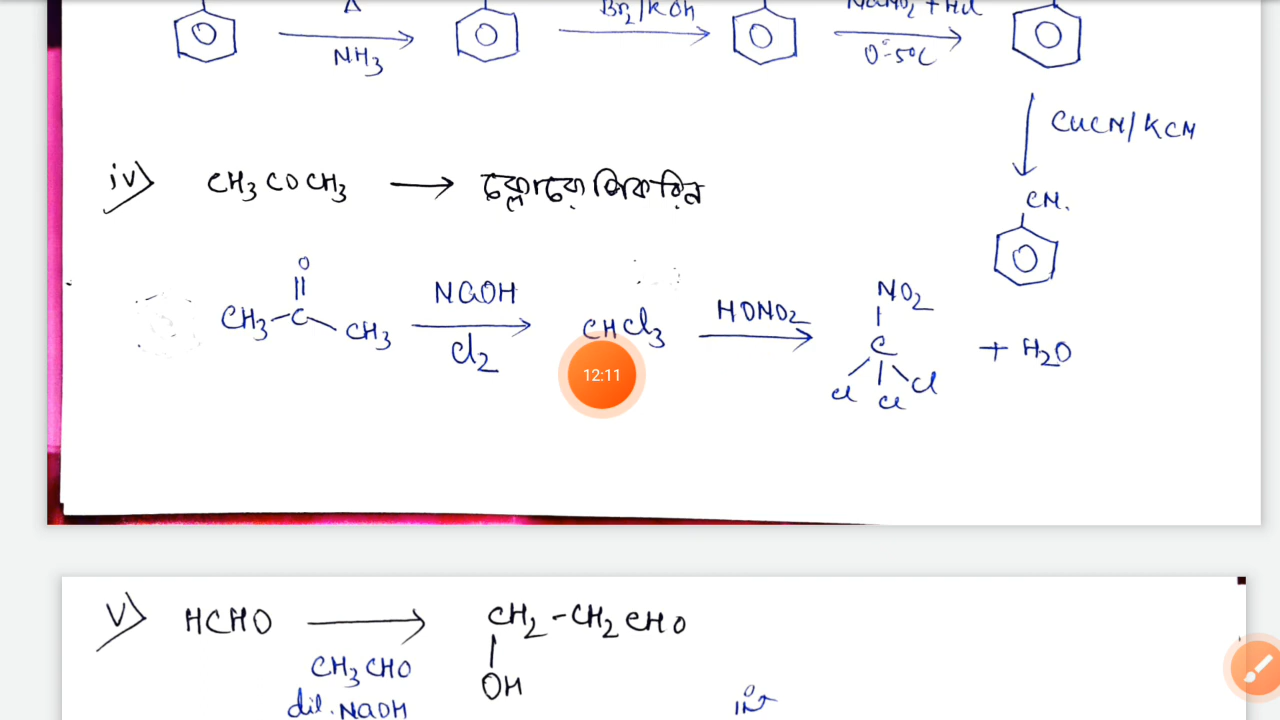 Δ
NH3
Br2/KOH
NaNO2 + HCl
0-5°C
CUCN/KCN
CN.
iv) CH3COCH3 → ক্লোরোপিকরিন
O
CH3-C-CH3
NaOH
Cl2
CHCl3
HONO2
NO2
C
Cl Cl Cl
+ H2O
12:11
v) HCHO → CH2-CH2CHO
OH
CH3CHO
dil. NaOH